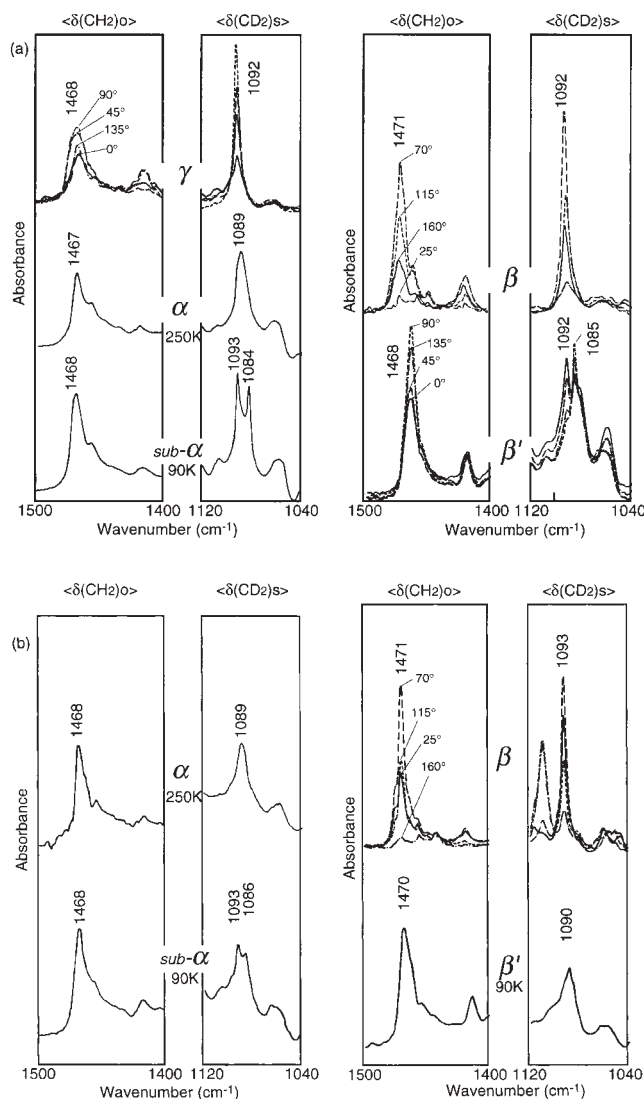 <δ(CH2)o>
<δ(CD2)s>
<δ(CH2)o>
<δ(CD2)s>
(a)
Absorbance
1468
90°
45°
135°
0°
1092
γ
1467
1089
α
250K
1468
1093
1084
sub-α
90K
1500
1400
1120
1040
Wavenumber (cm-1)
Absorbance
1471
70°
115°
160°
25°
1092
β
1468
90°
135°
45°
0°
1092
1085
β'
1500
1400
1120
1040
Wavenumber (cm-1)
<δ(CH2)o>
<δ(CD2)s>
<δ(CH2)o>
<δ(CD2)s>
(b)
Absorbance
1468
1089
α
250K
1468
1093
1086
sub-α
90K
1500
1400
1120
1040
Wavenumber (cm-1)
Absorbance
1471
70°
115°
25°
160°
1093
β
1470
1090
β'
90K
1500
1400
1120
1040
Wavenumber (cm-1)